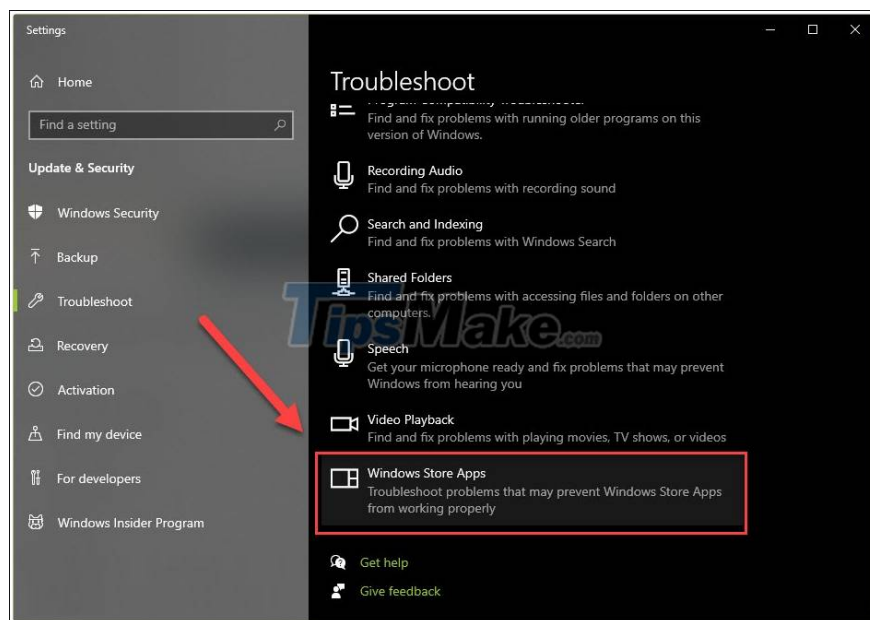 Settings
Home
Find a setting
Update & Security
Windows Security
Backup
Troubleshoot
Recovery
Activation
Find my device
For developers
Windows Insider Program
Troubleshoot
Program Compatibility Troubleshooter
Find and fix problems with running older programs on this
version of Windows.
Recording Audio
Find and fix problems with recording sound
Search and Indexing
Find and fix problems with Windows Search
Shared Folders
Find and fix problems with accessing files and folders on other
computers.
TipsMake.com
Speech
Get your microphone ready and fix problems that may prevent
Windows from hearing you
Video Playback
Find and fix problems with playing movies, TV shows, or videos
Windows Store Apps
Troubleshoot problems that may prevent Windows Store Apps
from working properly
Get help
Give feedback